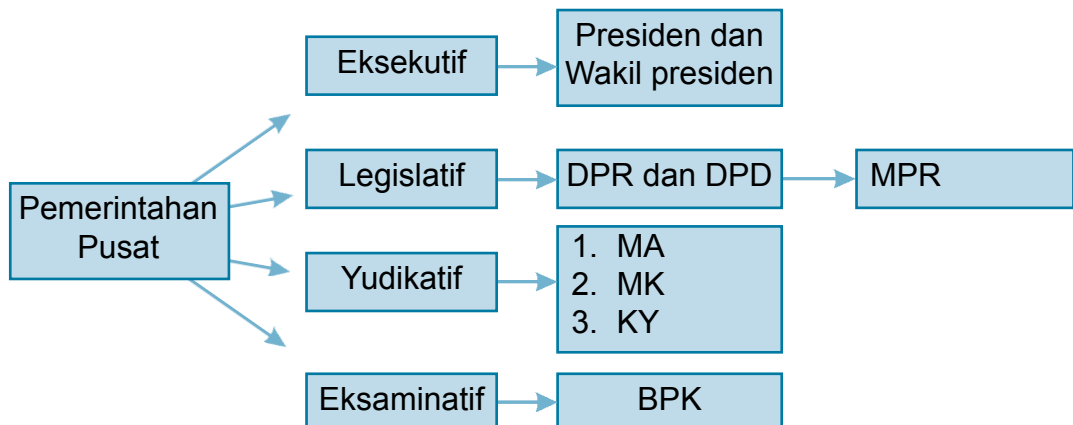 Pemerintahan
Pusat
Eksekutif
Presiden dan
Wakil presiden
Legislatif
DPR dan DPD
MPR
Yudikatif
1. MA
2. MK
3. KY
Eksaminatif
BPK